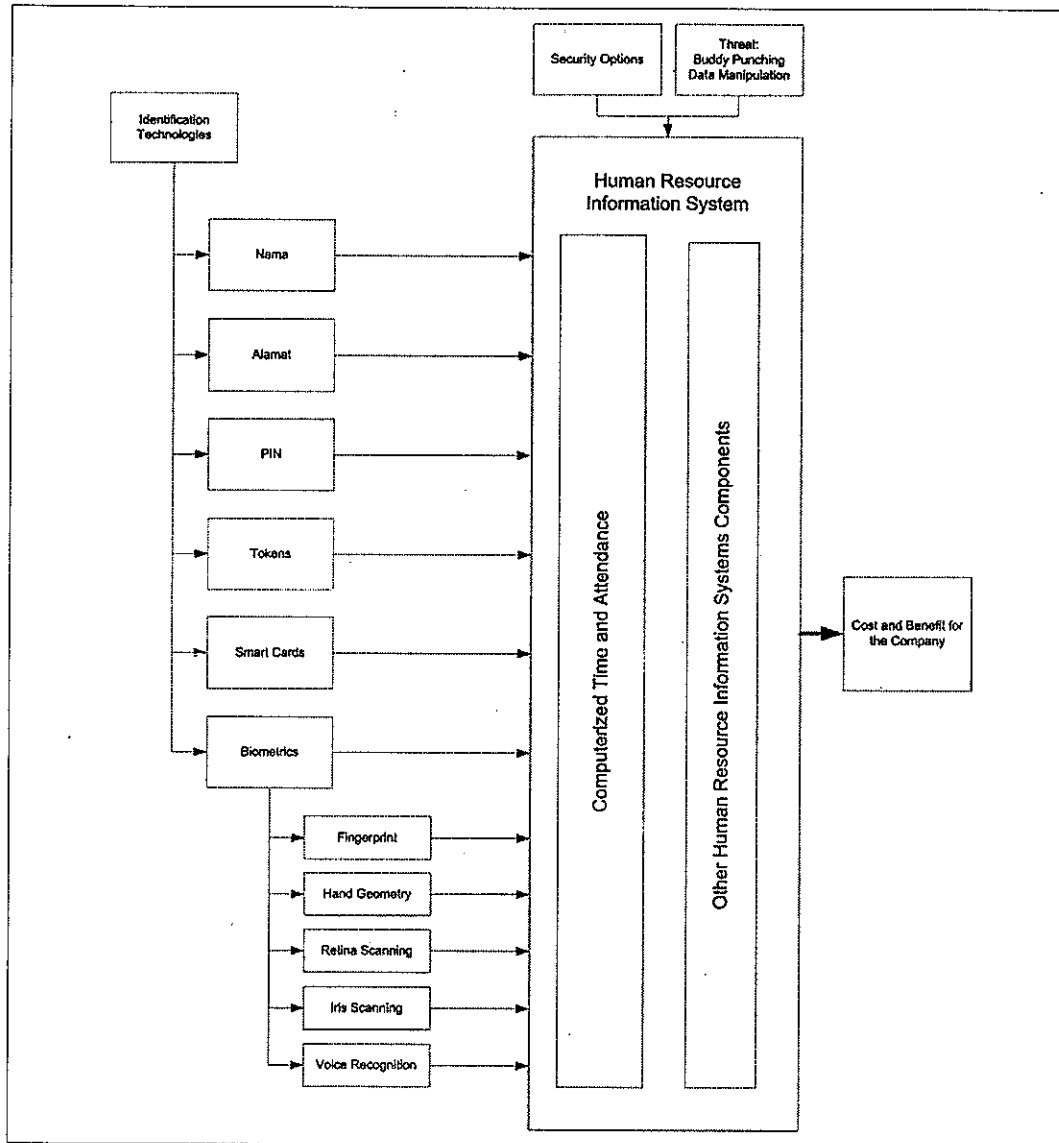 Security Options
Threat:
Buddy Punching
Data Manipulation
Identification
Technologies
Human Resource
Information System
Nama
Alamat
PIN
Tokens
Smart Cards
Biometrics
Fingerprint
Hand Geometry
Retina Scanning
Iris Scanning
Voice Recognition
Computerized Time and Attendance
Other Human Resource Information Systems Components
Cost and Benefit for
the Company